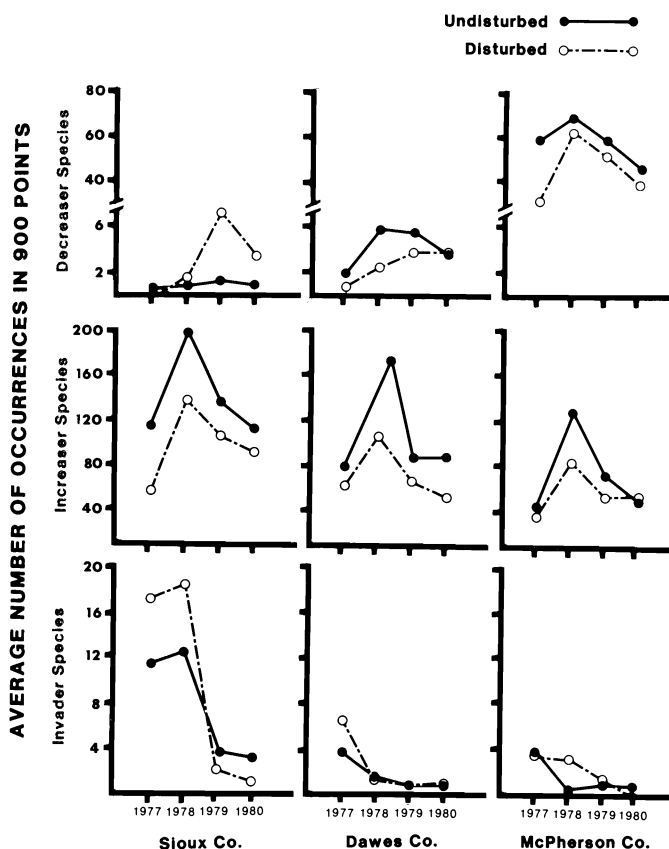 Undisturbed
Disturbed
AVERAGE NUMBER OF OCCURRENCES IN 900 POINTS
Decreaser Species
80
60
40
6
2
Increaser Species
200
160
120
80
40
Invader Species
20
16
12
8
4
1977 1978 1979 1980
1977 1978 1979 1980
1977 1978 1979 1980
Sioux Co.
Dawes Co.
McPherson Co.